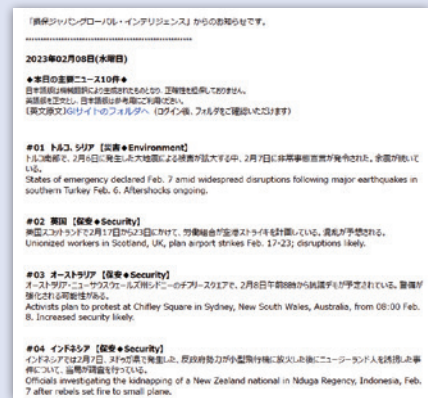 「損保ジャパングローバル・インテリジェンス」からのお知らせです。
2023年02月08日(水曜日)
◆本日の主要ニュース10件◆
日本語版は機械翻訳により生成されたものとなり、正確性を担保しておりません。
英語版を正文とし、日本語版は参考用にご利用ください。
【英文原文】GIサイトのフォルダへ (ログイン後、フォルダをご確認いただけます)
#01 トルコ, シリア 【災害◆Environment】
トルコ南部で、2月6日に発生した大地震による被害が拡大する中、2月7日に非常事態宣言が発令された。余震が続いて
いる。
States of emergency declared Feb. 7 amid widespread disruptions following major earthquakes in
southern Turkey Feb. 6. Aftershocks ongoing.
#02 英国 【保安◆Security】
英国スコットランドで2月17日から23日にかけて、労働組合が空港ストライキを計画している。混乱が予想される。
Unionized workers in Scotland, UK, plan airport strikes Feb. 17-23; disruptions likely.
#03 オーストラリア 【保安◆Security】
オーストラリア・ニューサウスウェールズ州シドニーのチフリースクエアで、2月8日午前8時から抗議デモが予定されている。警備が
強化される可能性がある。
Activists plan to protest at Chifley Square in Sydney, New South Wales, Australia, from 08:00 Feb.
8. Increased security likely.
#04 インドネシア 【保安◆Security】
インドネシアでは2月7日、ヌドゥガ県で発生した、反政府勢力が小型飛行機に放火した後にニュージーランド人を誘拐した事
件について、当局が調査を行っている。
Officials investigating the kidnapping of a New Zealand national in Nduga Regency, Indonesia, Feb.
7 after rebels set fire to small plane.